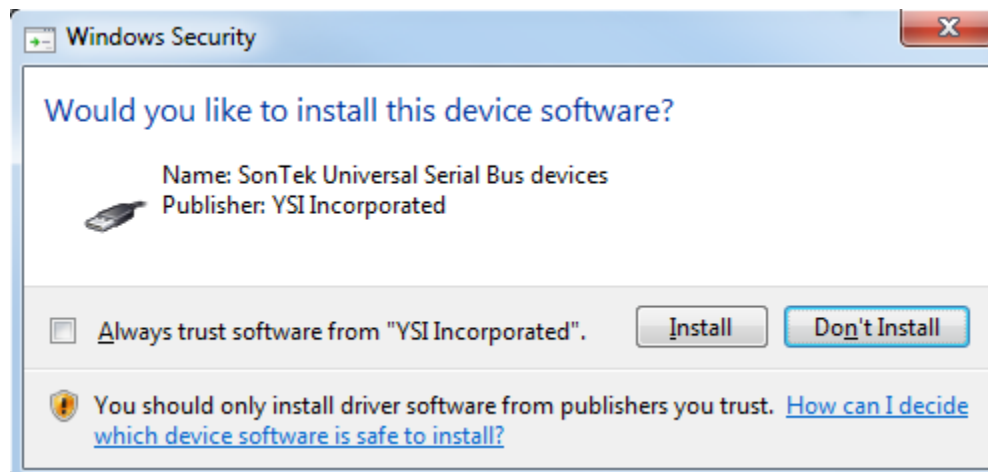 Windows Security
Would you like to install this device software?
Name: SonTek Universal Serial Bus devices
Publisher: YSI Incorporated
Always trust software from "YSI Incorporated".
Install
Don't Install
You should only install driver software from publishers you trust. How can I decide
which device software is safe to install?